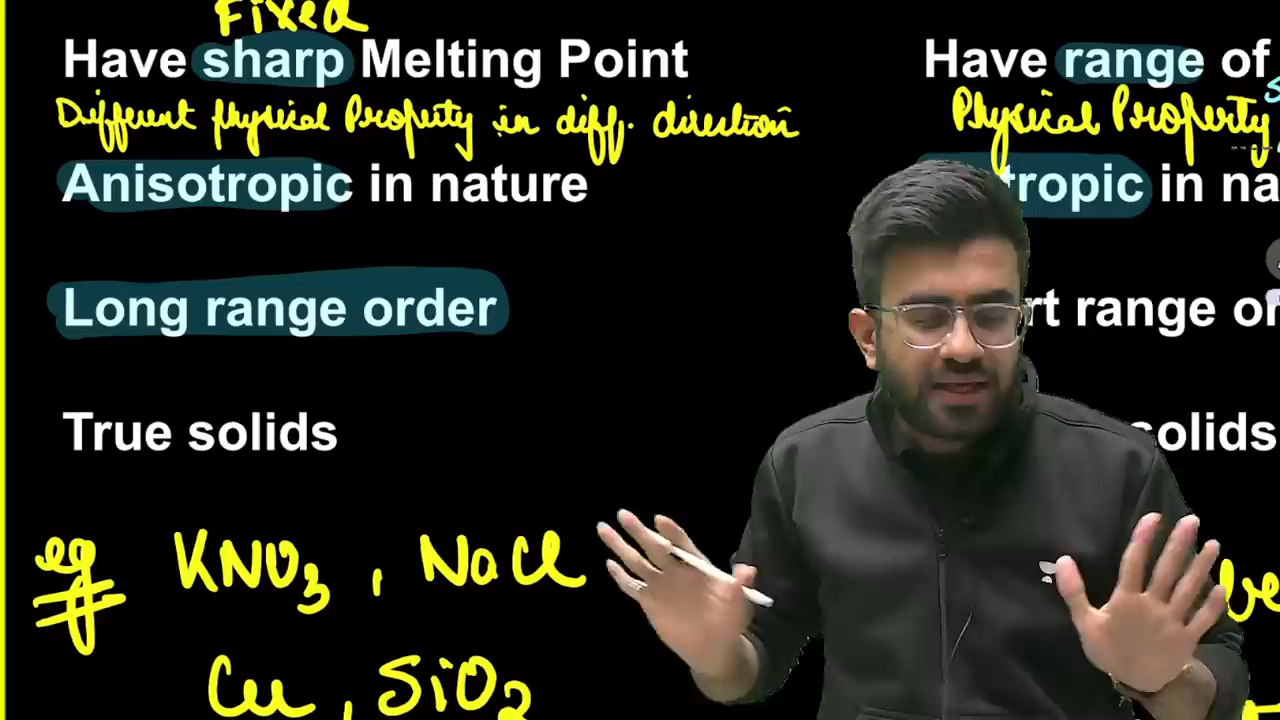 Fixed
Have sharp Melting Point
Have range of
Different physical Property in diff. direction
Physical Property
Anisotropic in nature
tropic in na
Long range order
rt range or
True solids
solids
eg KNO3 , NaCl
be
Cu , SiO2